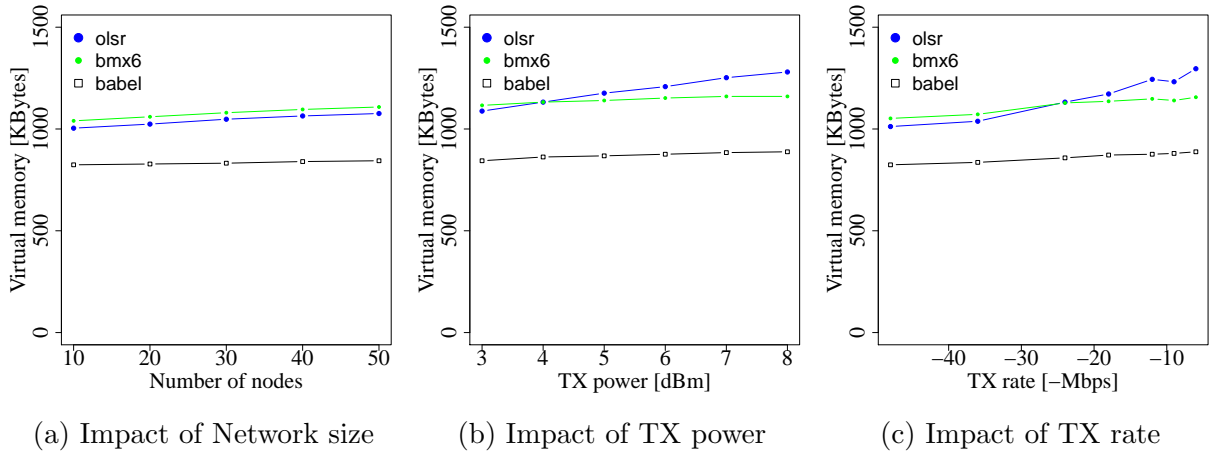 Virtual memory [KBytes]
1500
1000
500
0
olsr
bmx6
babel
10 20 30 40 50
Number of nodes
(a) Impact of Network size
Virtual memory [KBytes]
1500
1000
500
0
olsr
bmx6
babel
3 4 5 6 7 8
TX power [dBm]
(b) Impact of TX power
Virtual memory [KBytes]
1500
1000
500
0
olsr
bmx6
babel
−40 −30 −20 −10
TX rate [−Mbps]
(c) Impact of TX rate